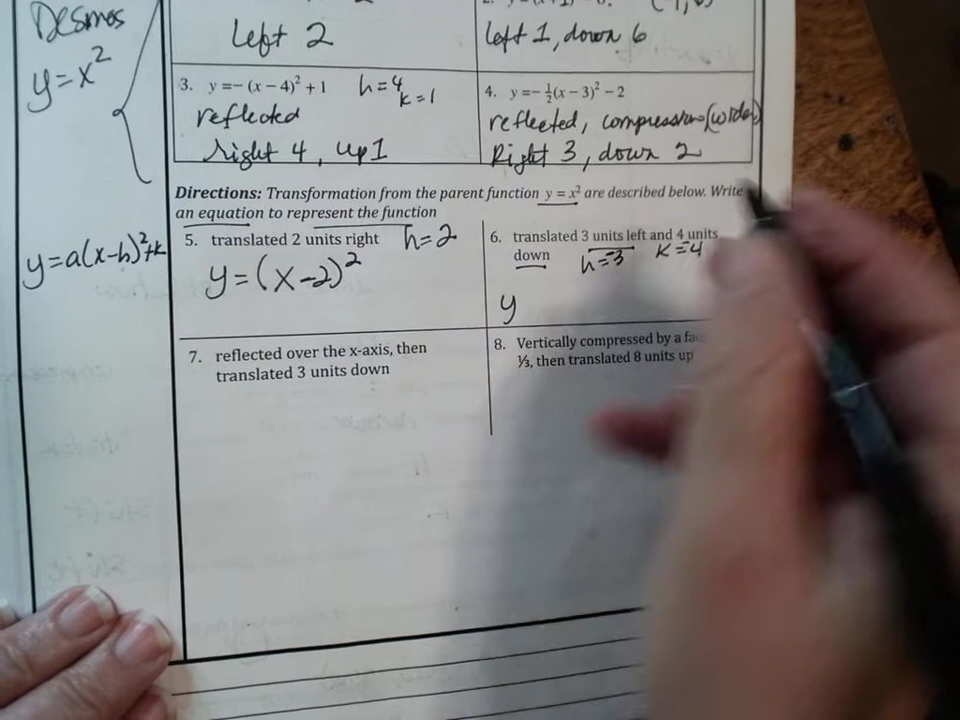 Desmos
y=x²
Left 2
left 1, down 6
3. y =− (x − 4)² + 1 h=4
k=1
reflected
right 4, up 1
4. y =− ½(x − 3)² − 2
reflected, compression (wider)
Right 3, down 2
Directions: Transformation from the parent function y = x² are described below. Write
an equation to represent the function
y=a(x-h)²+k
5. translated 2 units right h=2
y=(x-2)²
6. translated 3 units left and 4 units
down h=-3 k=-4
y
7. reflected over the x-axis, then
translated 3 units down
8. Vertically compressed by a
⅓, then translated 8 units up